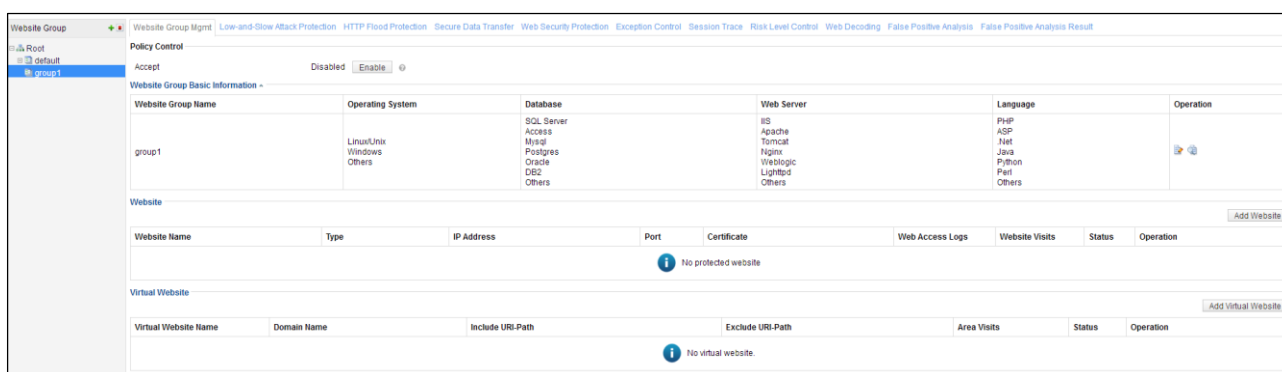 Website Group
Website Group Mgmt Low-and-Slow Attack Protection HTTP Flood Protection Secure Data Transfer Web Security Protection Exception Control Session Trace Risk Level Control Web Decoding False Positive Analysis False Positive Analysis Result
Root
default
group1
Policy Control
Accept Disabled Enable
Website Group Basic Information
Website Group Name Operating System Database Web Server Language Operation
group1
Linux/Unix
Windows
Others
SQL Server
Access
Mysql
Postgres
Oracle
DB2
Others
IIS
Apache
Tomcat
Nginx
Weblogic
Lighttpd
Others
PHP
ASP
.Net
Java
Python
Perl
Others
Website
Add Website
Website Name Type IP Address Port Certificate Web Access Logs Website Visits Status Operation
No protected website
Virtual Website
Add Virtual Website
Virtual Website Name Domain Name Include URI-Path Exclude URI-Path Area Visits Status Operation
No virtual website.